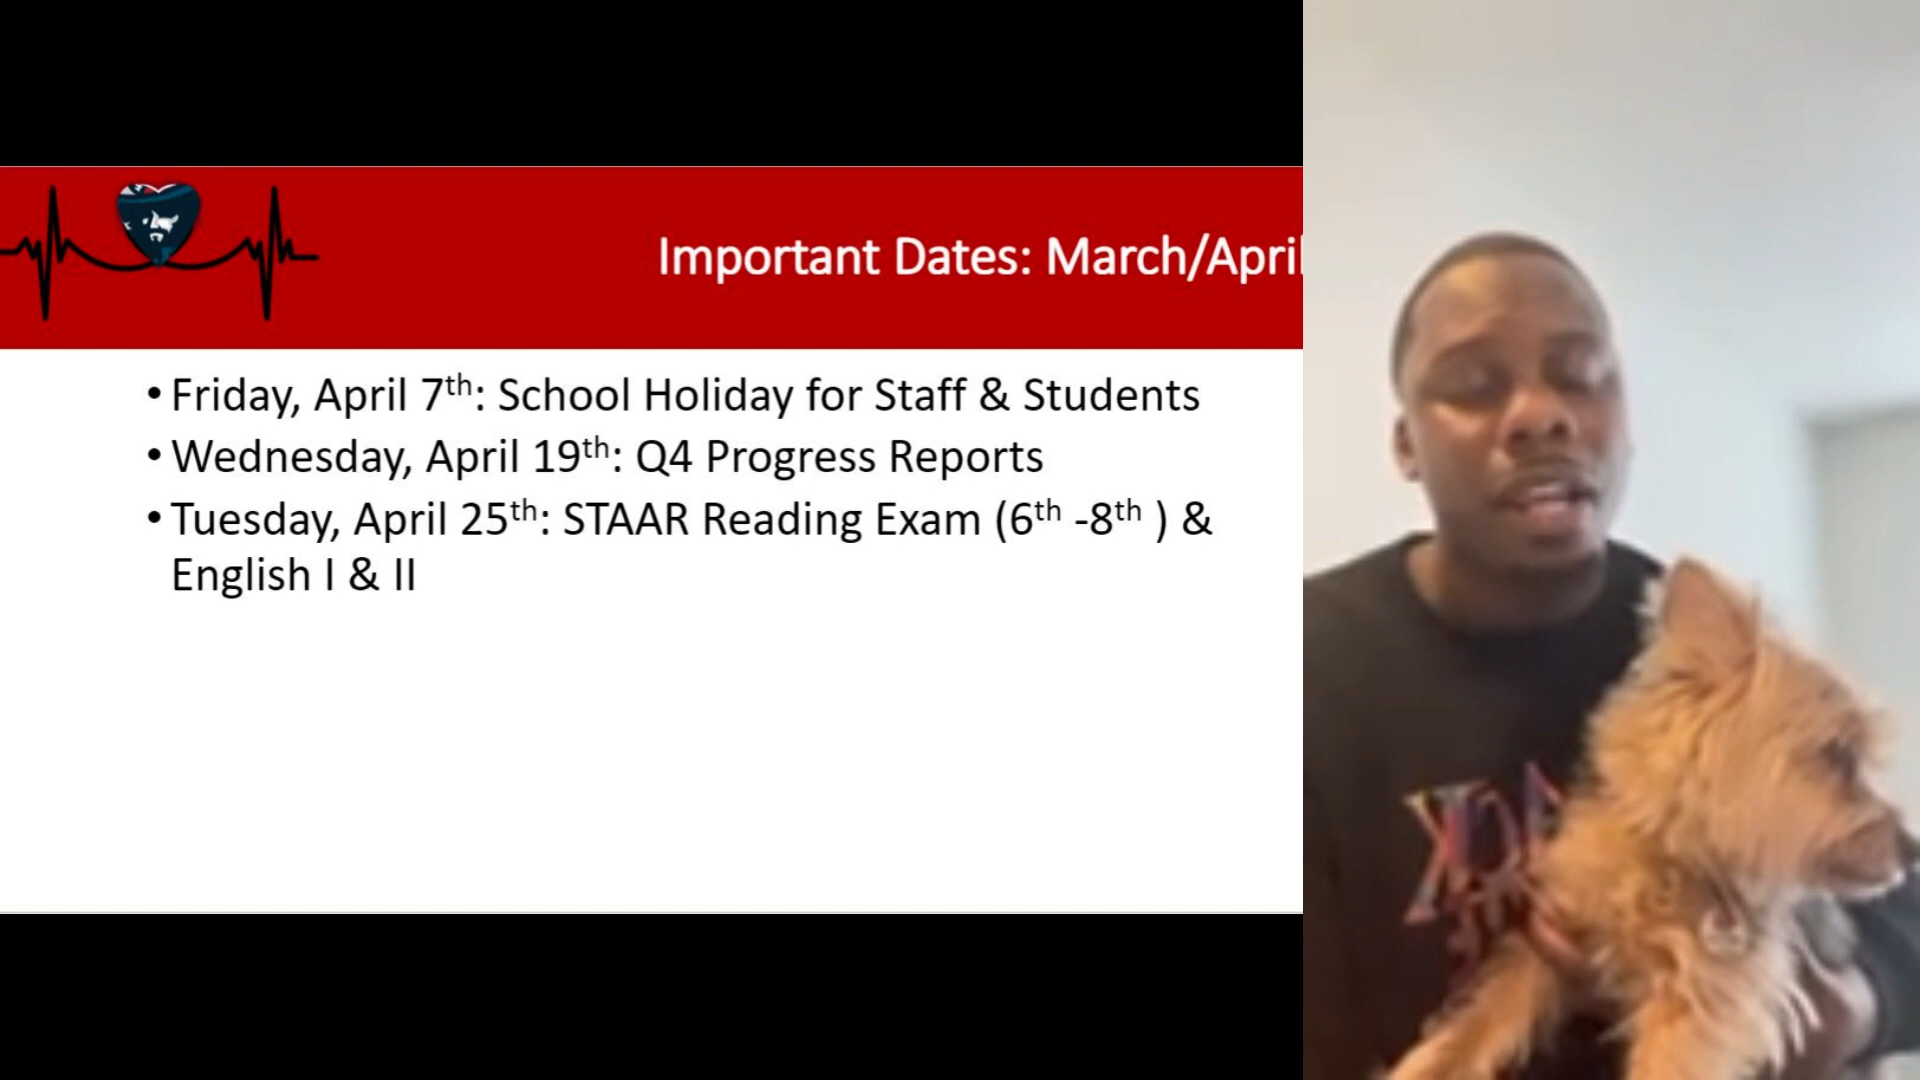 Important Dates: March/April
• Friday, April 7th: School Holiday for Staff & Students
• Wednesday, April 19th: Q4 Progress Reports
• Tuesday, April 25th: STAAR Reading Exam (6th -8th ) &
English I & II